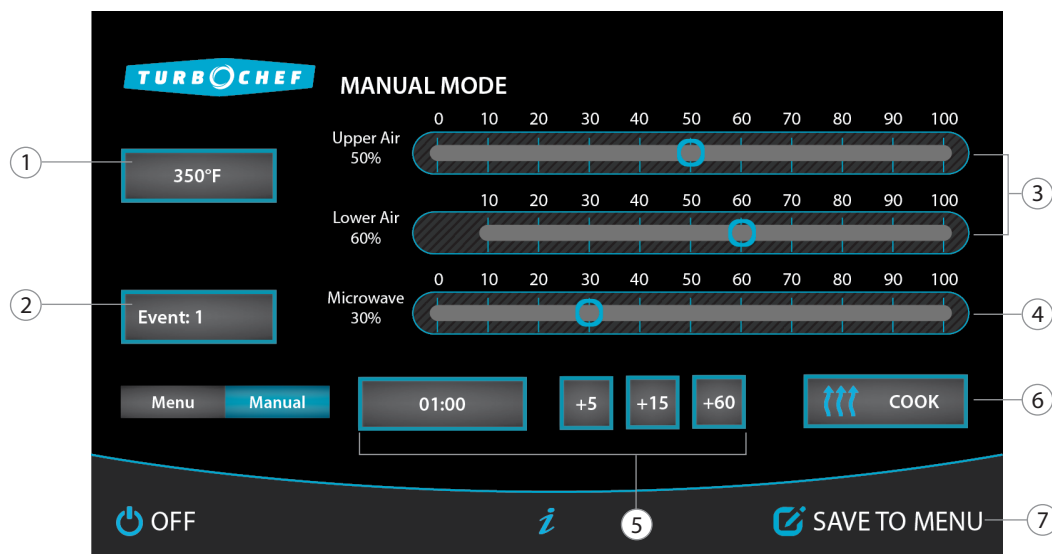 TURBOCHEF
MANUAL MODE
0 10 20 30 40 50 60 70 80 90 100
Upper Air
50%
1
350°F
3
10 20 30 40 50 60 70 80 90 100
Lower Air
60%
0 10 20 30 40 50 60 70 80 90 100
Microwave
30%
2
Event: 1
4
Menu Manual
01:00
+5 +15 +60
COOK
6
5
OFF
i
SAVE TO MENU
7